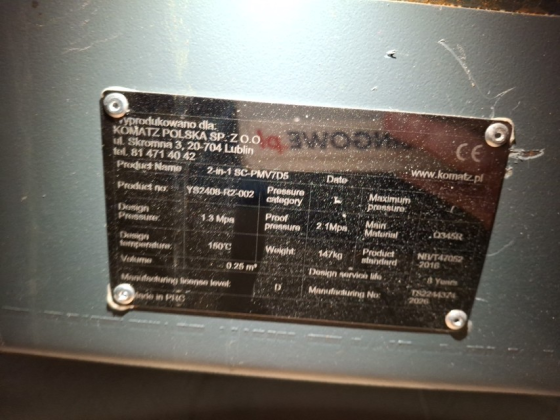 Wyprodukowano dla:
KOMATZ POLSKA SP. Z O.O.
ul. Skromna 3, 20-704 Lublin
tel. 81 471 40 42
www.komatz.pl
CE
Product Name 2-in-1 SC-PMV7D5 Date
Product no: YS2408-RZ-002 Pressure category I Maximum pressure: /
Design Pressure: 1.3 Mpa Proof pressure 2.1Mpa Main Material Q345R
Design temperature: 150℃ Weight: 147kg Product standard NB/T47052 2016
Volume 0.25 m³ Design service life 8 Years
Manufacturing license level: D Manufacturing No:
Made in PRC